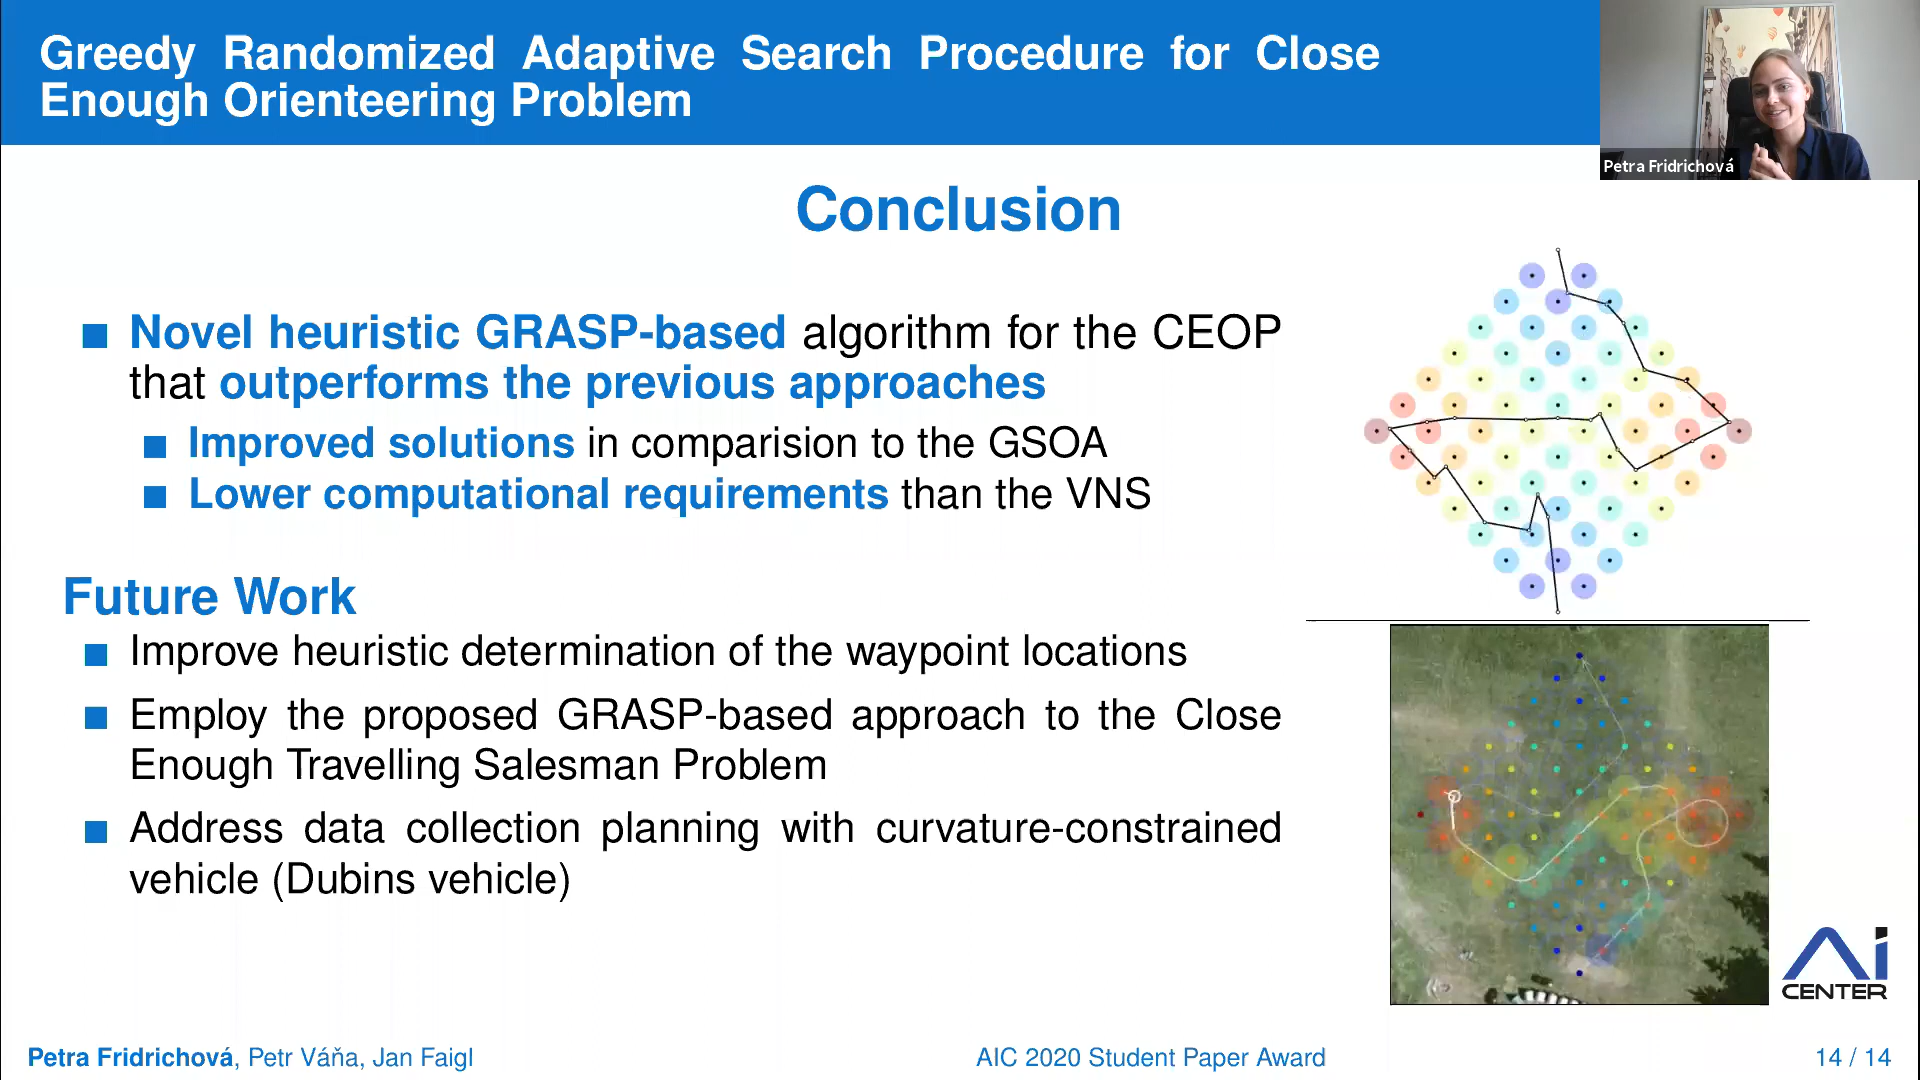 Greedy Randomized Adaptive Search Procedure for Close
Enough Orienteering Problem
Petra Fridrichová
Conclusion
Novel heuristic GRASP-based algorithm for the CEOP
that outperforms the previous approaches
Improved solutions in comparision to the GSOA
Lower computational requirements than the VNS
Future Work
Improve heuristic determination of the waypoint locations
Employ the proposed GRASP-based approach to the Close
Enough Travelling Salesman Problem
Address data collection planning with curvature-constrained
vehicle (Dubins vehicle)
Ai
CENTER
Petra Fridrichová, Petr Váňa, Jan Faigl
AIC 2020 Student Paper Award
14 / 14